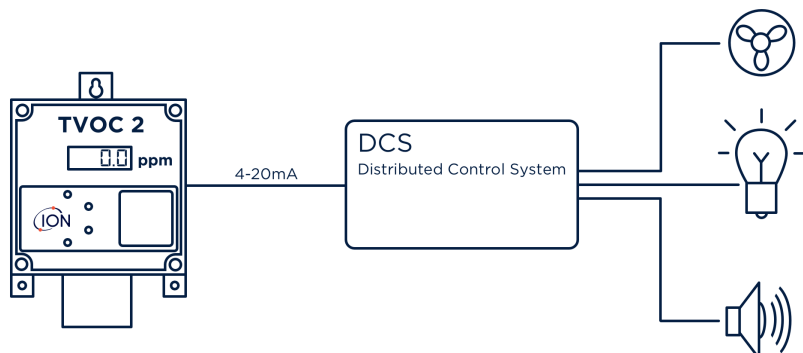 TVOC 2
0.0 ppm
ION
4-20mA
DCS
Distributed Control System